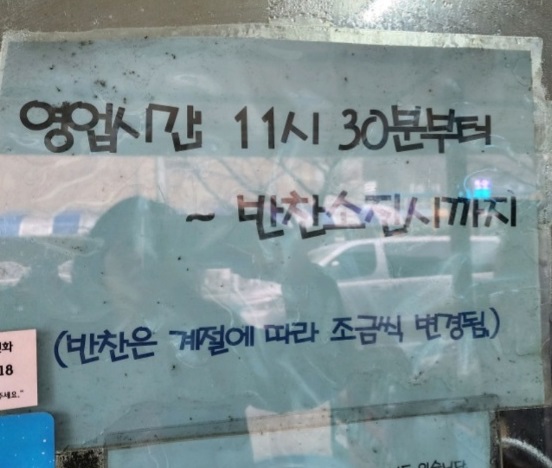 영업시간 11시 30분부터
~ 반찬소진시까지
(반찬은 계절에 따라 조금씩 변경됨)
18